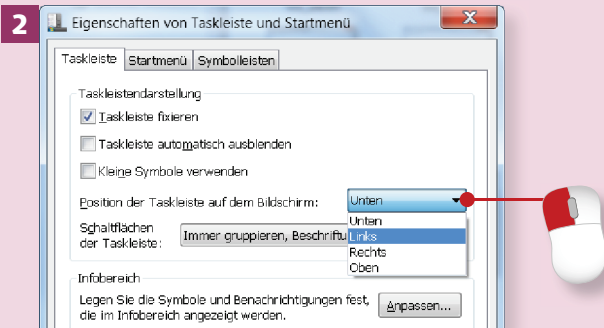 2
Eigenschaften von Taskleiste und Startmenü
Taskleiste Startmenü Symbolleisten
Taskleistendarstellung
Taskleiste fixieren
Taskleiste automatisch ausblenden
Kleine Symbole verwenden
Position der Taskleiste auf dem Bildschirm: Unten
Unten
Schaltflächen
der Taskleiste: Immer gruppieren, Beschriftu
Links
Rechts
Oben
Infobereich
Legen Sie die Symbole und Benachrichtigungen fest,
die im Infobereich angezeigt werden.
Anpassen...